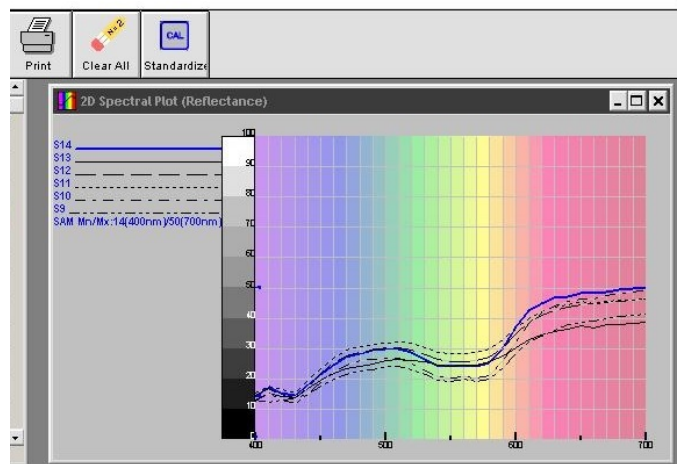 N=2
CAL
Print Clear All Standardize
2D Spectral Plot (Reflectance)
S14
S13
S12
S11
S10
S9
SAM Mn/Mx:14(400nm)/50(700nm)
100
90
80
70
60
50
40
30
20
10
0
400 500 600 700